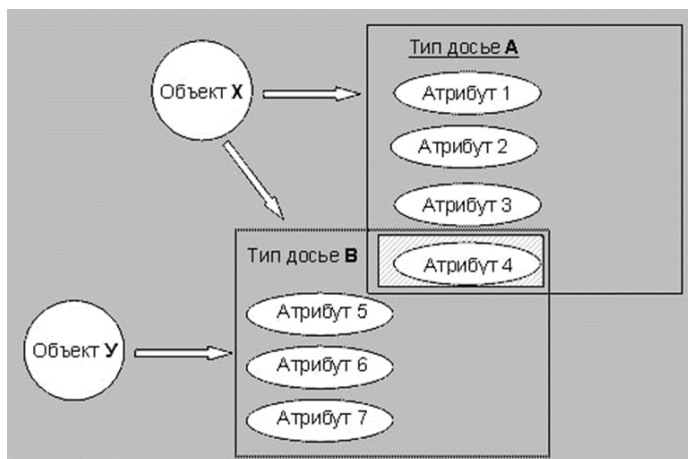 Тип досье А
Объект Х
Атрибут 1
Атрибут 2
Атрибут 3
Атрибут 4
Тип досье В
Атрибут 5
Объект У
Атрибут 6
Атрибут 7